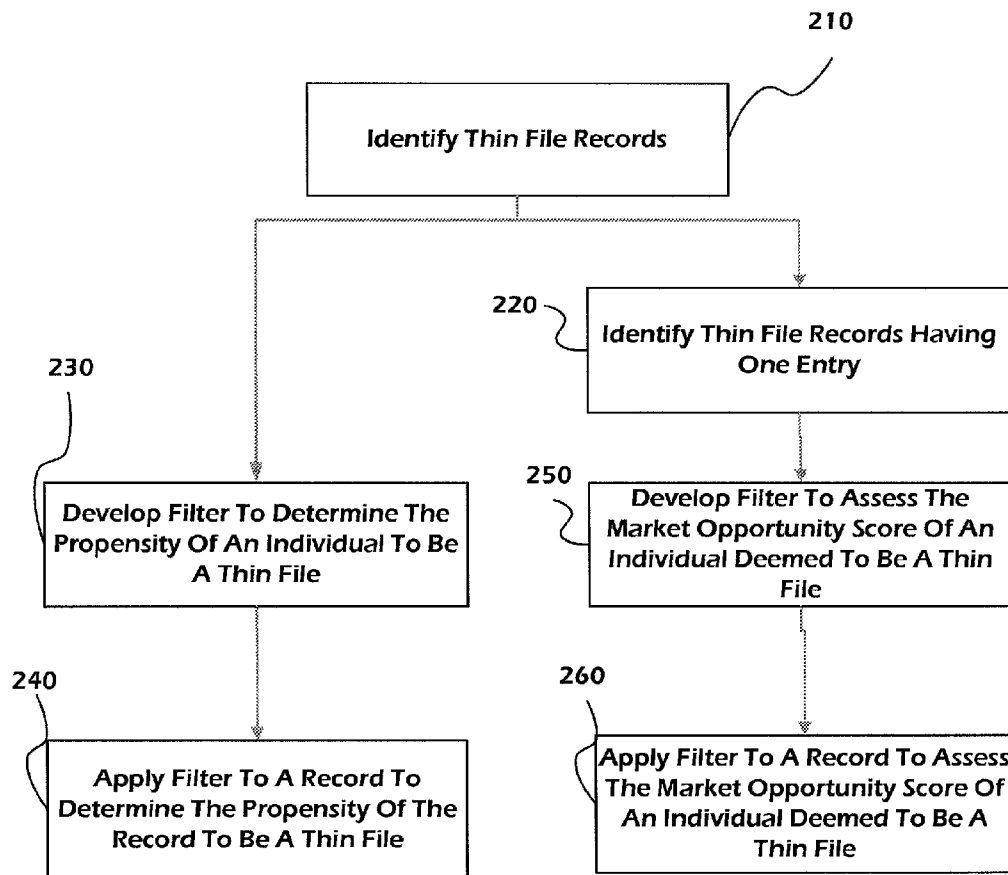 210
Identify Thin File Records
220
Identify Thin File Records Having
One Entry
230
Develop Filter To Determine The
Propensity Of An Individual To Be
A Thin File
250
Develop Filter To Assess The
Market Opportunity Score Of An
Individual Deemed To Be A Thin
File
240
Apply Filter To A Record To
Determine The Propensity Of The
Record To Be A Thin File
260
Apply Filter To A Record To Assess
The Market Opportunity Score Of
An Individual Deemed To Be A
Thin File